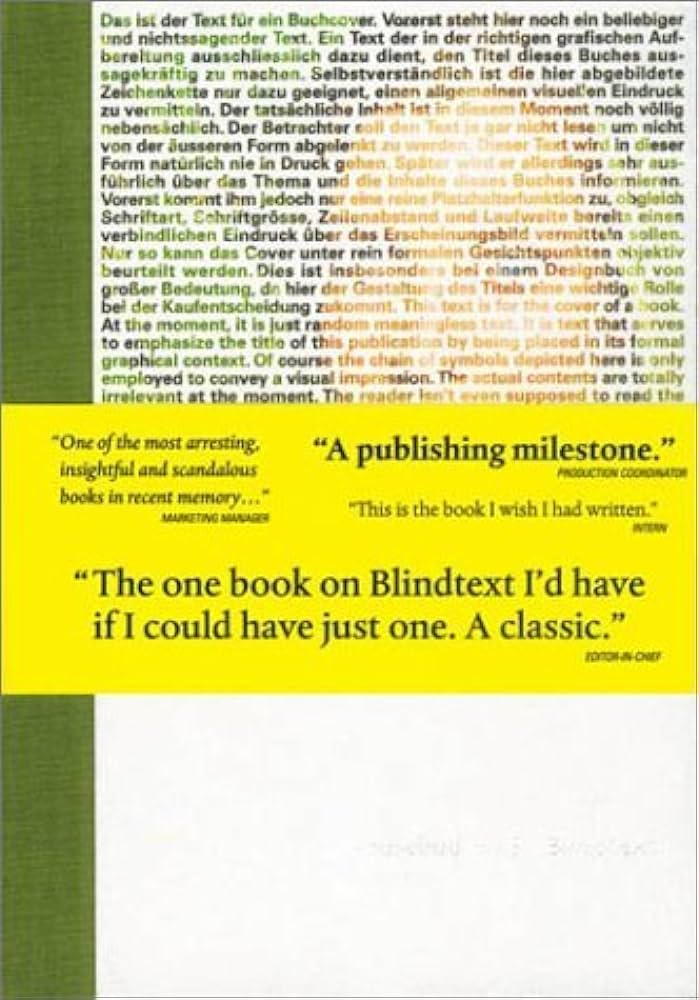 Das ist der Text für ein Buchcover. Vorerst steht hier noch ein beliebiger
und nichtssagender Text. Ein Text der in der richtigen grafischen Auf-
bereitung ausschliesslich dazu dient, den Titel dieses Buches aus-
sagekräftig zu machen. Selbstverständlich ist die hier abgebildete
Zeichenkette nur dazu geeignet, einen allgemeinen visuellen Eindruck
zu vermitteln. Der tatsächliche Inhalt ist in diesem Moment noch völlig
nebensächlich. Der Betrachter soll den Text ja gar nicht lesen um nicht
von der äusseren Form abgelenkt zu werden. Dieser Text wird in dieser
Form natürlich nie in Druck gehen. Später wird er allerdings sehr aus-
führlich über das Thema und die Inhalte dieses Buches informieren.
Vorerst kommt ihm jedoch nur eine reine Platzhalterfunktion zu, obgleich
Schriftart, Schriftgrösse, Zeilenabstand und Laufweite bereits einen
verbindlichen Eindruck über das Erscheinungsbild vermitteln sollen.
Nur so kann das Cover unter rein formalen Gesichtspunkten objektiv
beurteilt werden. Dies ist insbesondere bei einem Designbuch von
großer Bedeutung, da hier der Gestaltung des Titels eine wichtige Rolle
bei der Kaufentscheidung zukommt. This text is for the cover of a book.
At the moment, it is just random meaningless text. It is text that serves
to emphasize the title of this publication by being placed in its formal
graphical context. Of course the chain of symbols depicted here is only
employed to convey a visual impression. The actual contents are totally
irrelevant at the moment. The reader isn't even supposed to read the
“One of the most arresting,
insightful and scandalous
books in recent memory…”
MARKETING MANAGER
“A publishing milestone.”
PRODUCTION COORDINATOR
“This is the book I wish I had written.”
INTERN
“The one book on Blindtext I’d have
if I could have just one. A classic.”
EDITOR-IN-CHIEF